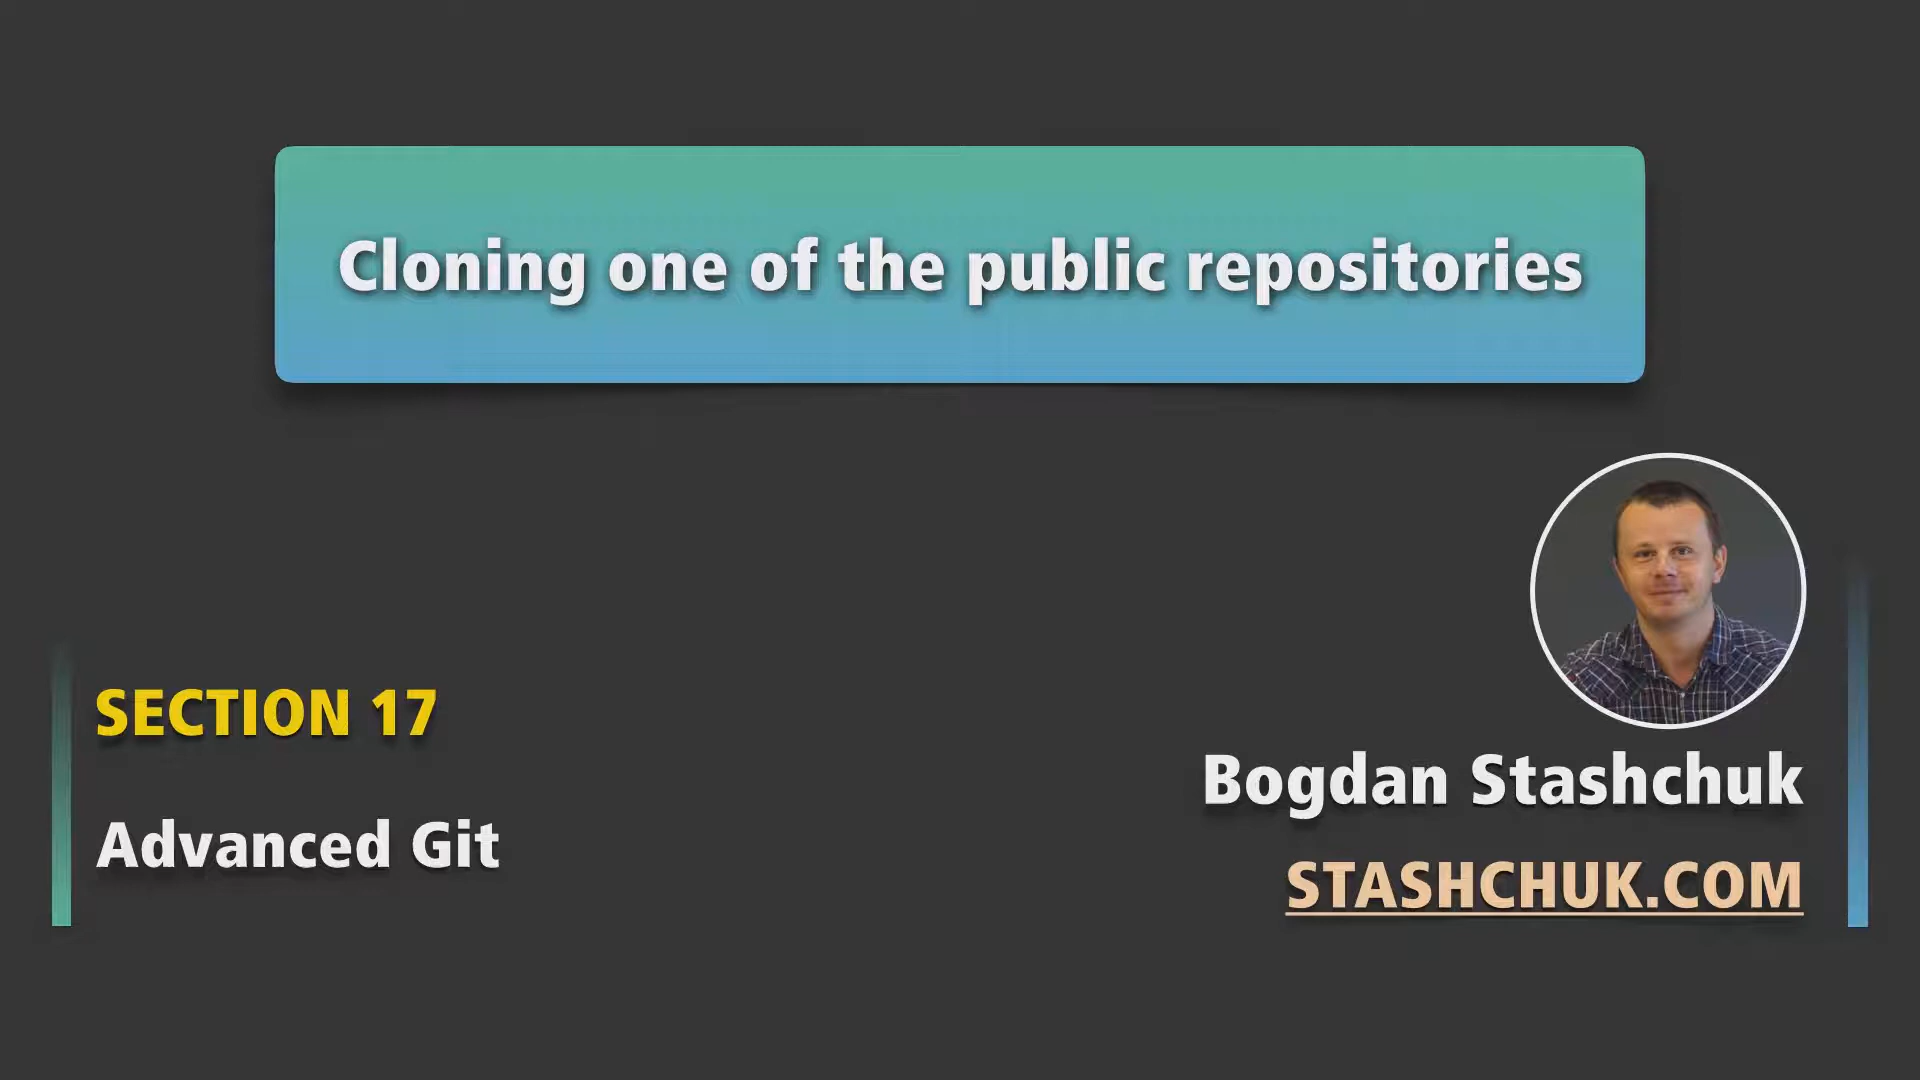 Cloning one of the public repositories
SECTION 17
Advanced Git
Bogdan Stashchuk
STASHCHUK.COM